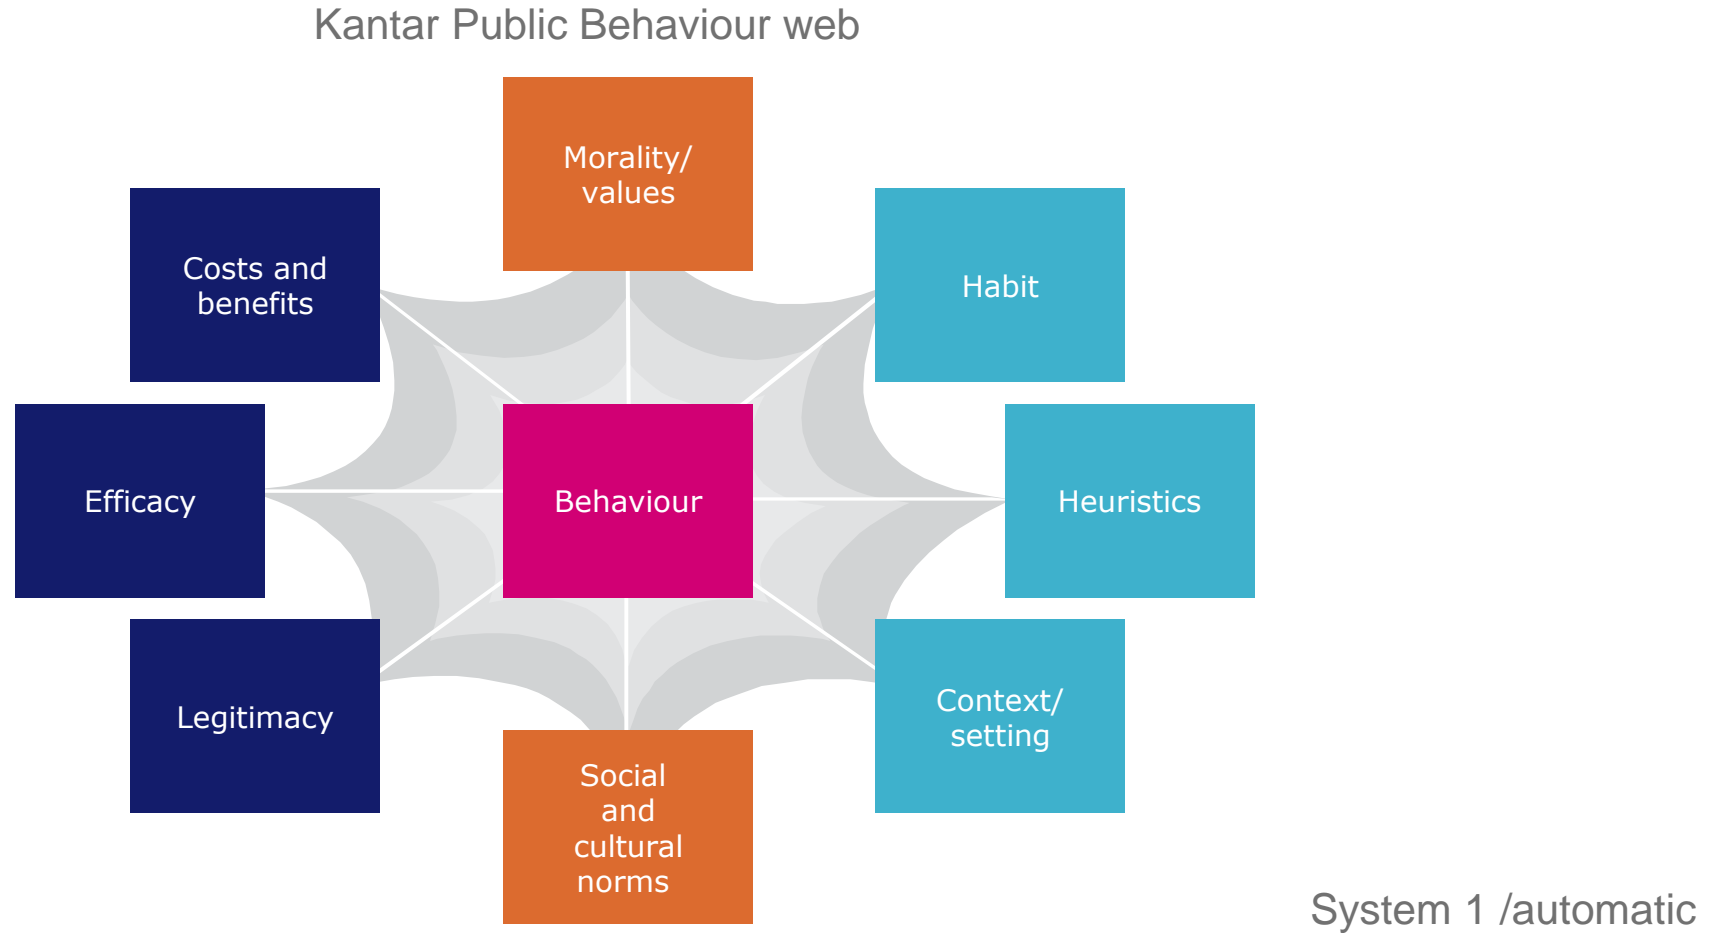 Kantar Public Behaviour web
Morality/
values
Costs and
benefits
Habit
Efficacy
Behaviour
Heuristics
Legitimacy
Context/
setting
Social
and
cultural
norms
System 1 /automatic